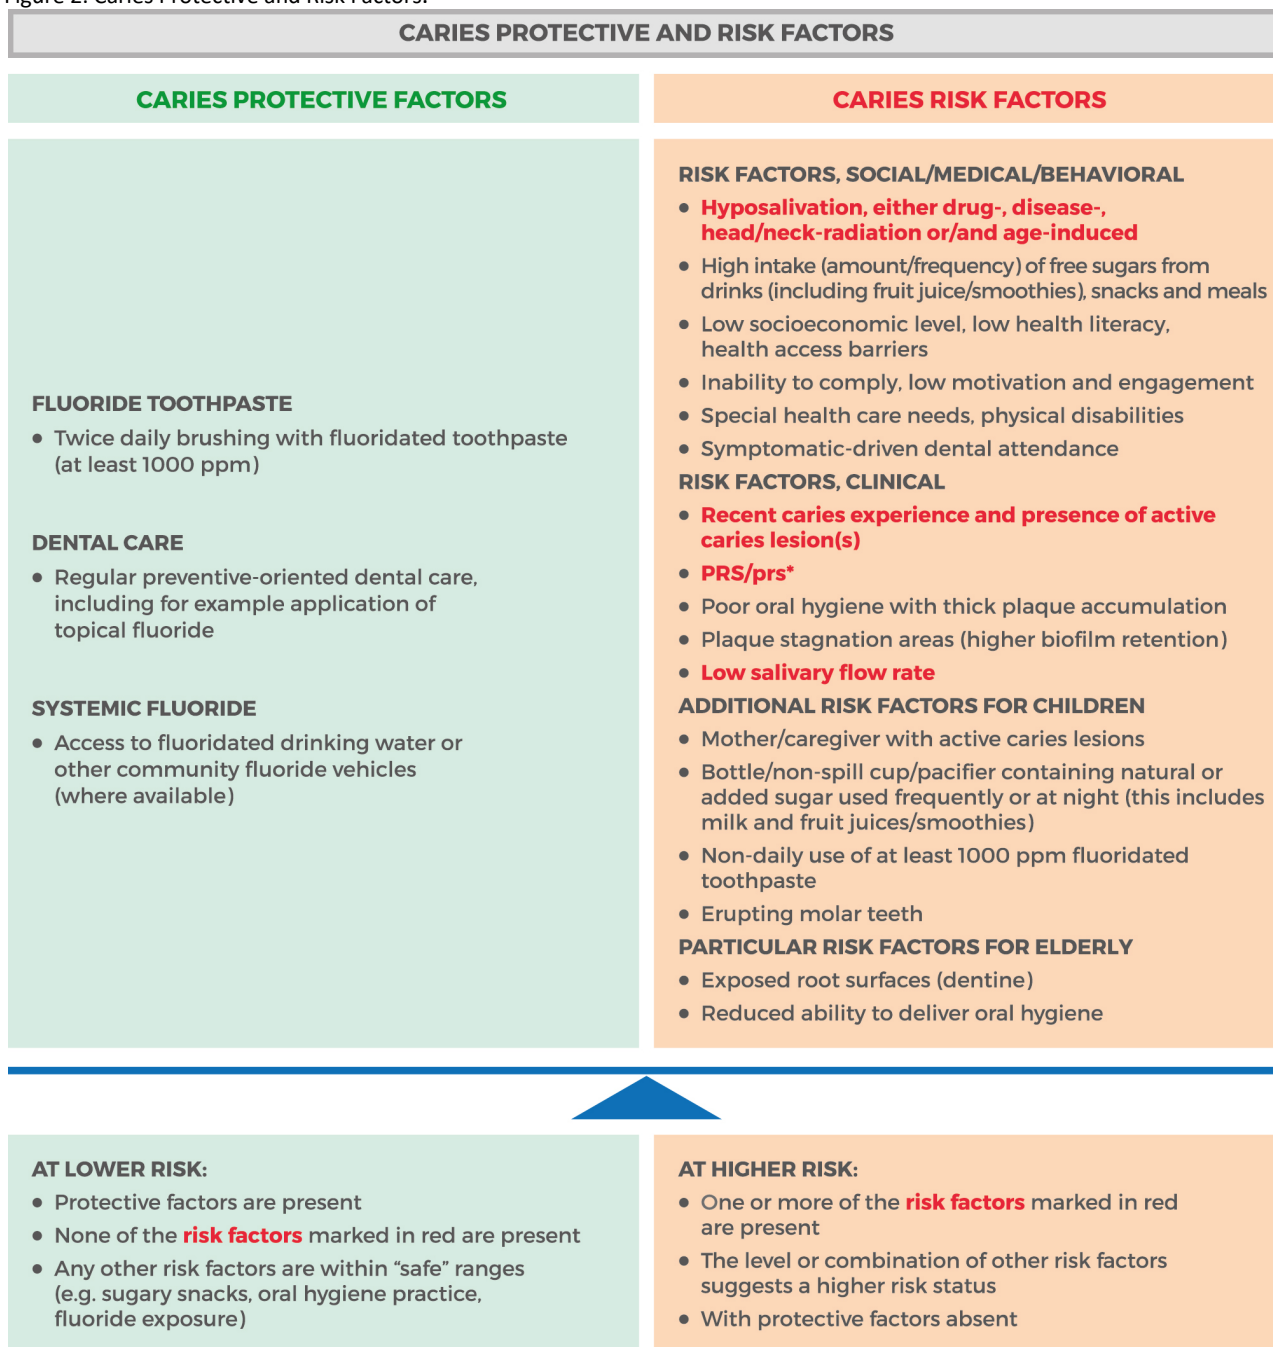 Figure 2. Caries Protective and Risk Factors.
CARIES PROTECTIVE AND RISK FACTORS
CARIES PROTECTIVE FACTORS
FLUORIDE TOOTHPASTE
• Twice daily brushing with fluoridated toothpaste
(at least 1000 ppm)
DENTAL CARE
• Regular preventive-oriented dental care,
including for example application of
topical fluoride
SYSTEMIC FLUORIDE
• Access to fluoridated drinking water or
other community fluoride vehicles
(where available)
CARIES RISK FACTORS
RISK FACTORS, SOCIAL/MEDICAL/BEHAVIORAL
• Hyposalivation, either drug-, disease-,
head/neck-radiation or/and age-induced
• High intake (amount/frequency) of free sugars from
drinks (including fruit juice/smoothies), snacks and meals
• Low socioeconomic level, low health literacy,
health access barriers
• Inability to comply, low motivation and engagement
• Special health care needs, physical disabilities
• Symptomatic-driven dental attendance
RISK FACTORS, CLINICAL
• Recent caries experience and presence of active
caries lesion(s)
• PRS/prs*
• Poor oral hygiene with thick plaque accumulation
• Plaque stagnation areas (higher biofilm retention)
• Low salivary flow rate
ADDITIONAL RISK FACTORS FOR CHILDREN
• Mother/caregiver with active caries lesions
• Bottle/non-spill cup/pacifier containing natural or
added sugar used frequently or at night (this includes
milk and fruit juices/smoothies)
• Non-daily use of at least 1000 ppm fluoridated
toothpaste
• Erupting molar teeth
PARTICULAR RISK FACTORS FOR ELDERLY
• Exposed root surfaces (dentine)
• Reduced ability to deliver oral hygiene
AT LOWER RISK:
• Protective factors are present
• None of the risk factors marked in red are present
• Any other risk factors are within “safe” ranges
(e.g. sugary snacks, oral hygiene practice,
fluoride exposure)
AT HIGHER RISK:
• One or more of the risk factors marked in red
are present
• The level or combination of other risk factors
suggests a higher risk status
• With protective factors absent